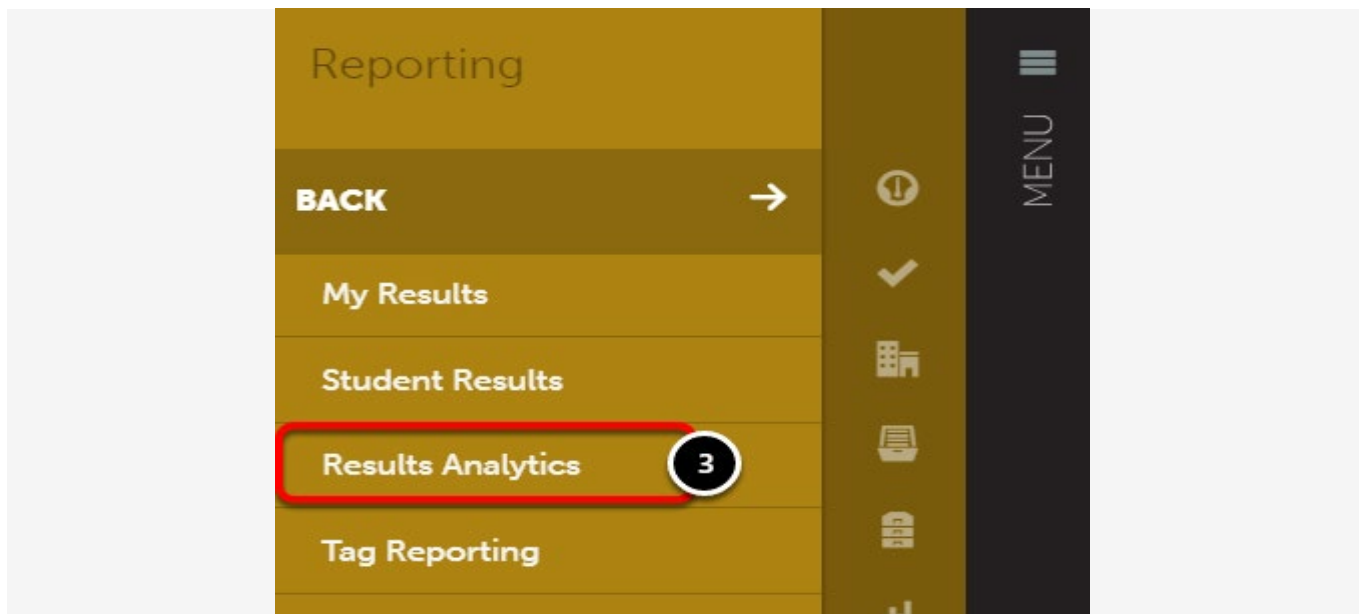 Reporting
MENU
BACK
My Results
Student Results
Results Analytics 3
Tag Reporting